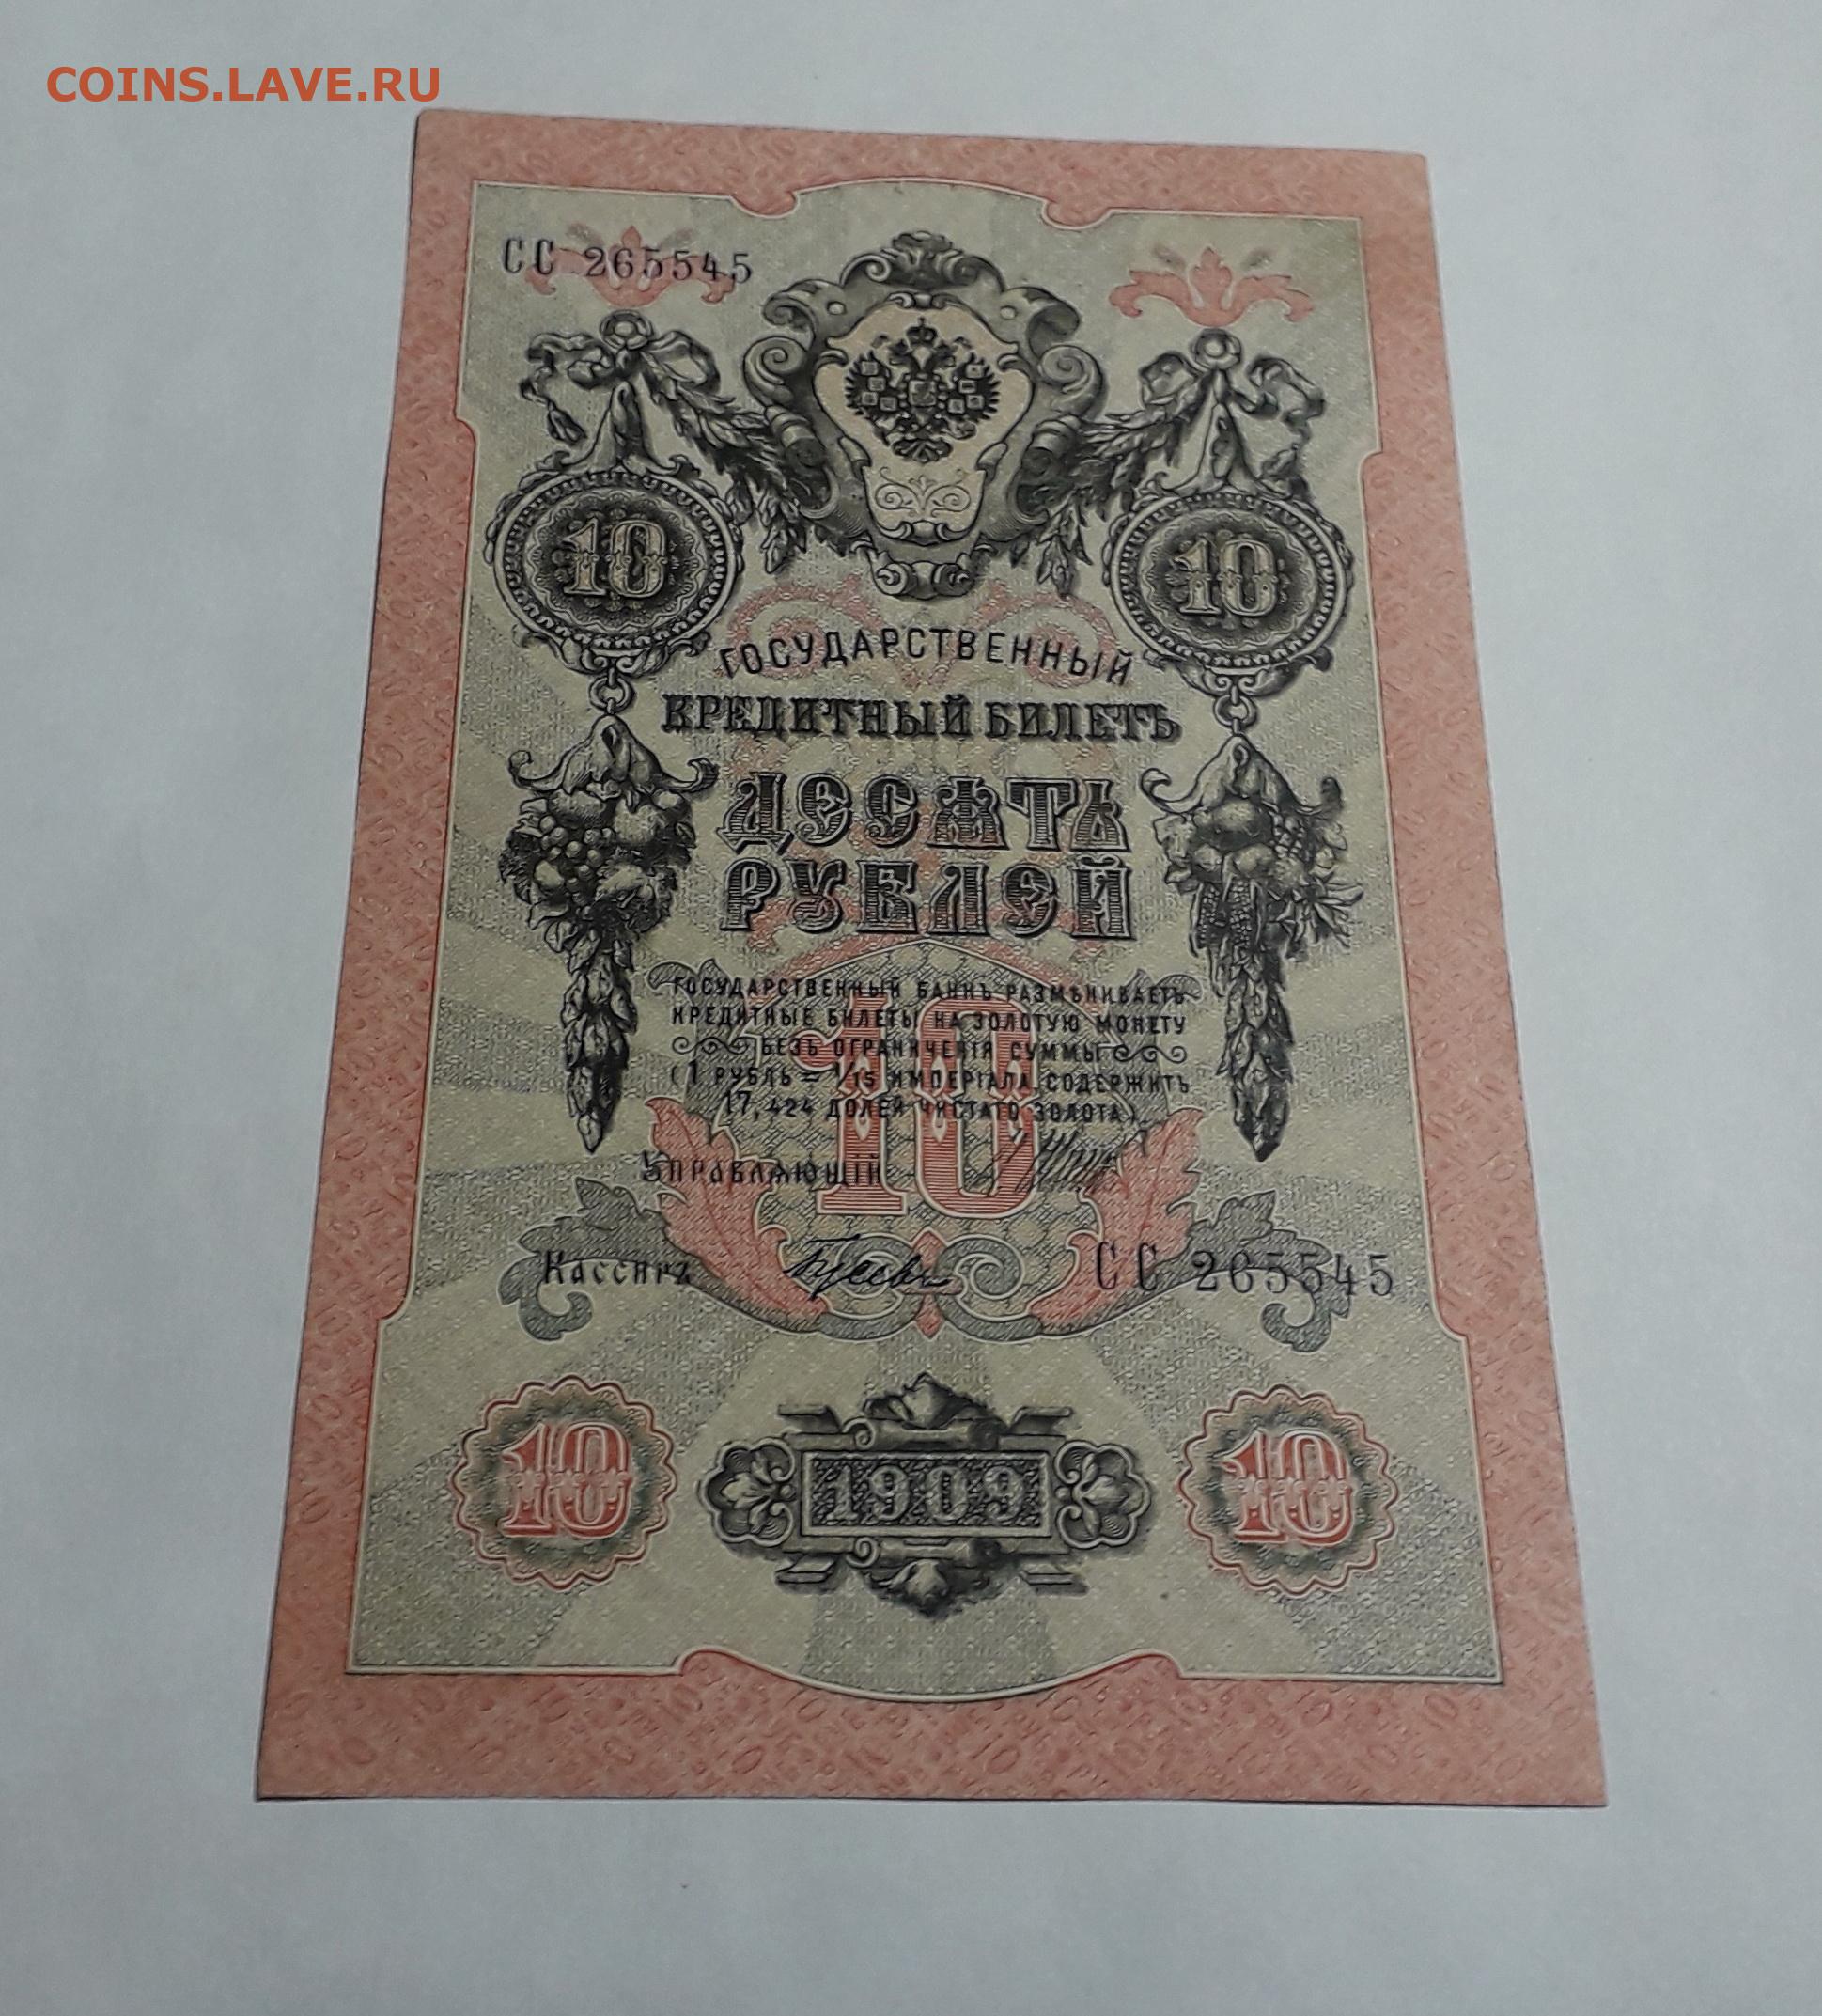 COINS.LAVE.RU
СС 265545
10 10
ГОСУДАРСТВЕННЫЙ
КРЕДИТНЫЙ БИЛЕТЪ
ДЕСЯТЬ
РУБЛЕЙ
ГОСУДАРСТВЕННЫЙ БАНКЪ РАЗМѢНИВАЕТЪ
КРЕДИТНЫЕ БИЛЕТЫ НА ЗОЛОТУЮ МОНЕТУ
БЕЗЪ ОГРАНИЧЕНІЯ СУММЫ
(1 РУБЛЬ = 1/15 ИМПЕРІАЛА, СОДЕРЖИТЪ
17,424 ДОЛЕЙ ЧИСТАГО ЗОЛОТА).
10
Управляющій
Кассиръ
СС 265545
10 1909 10